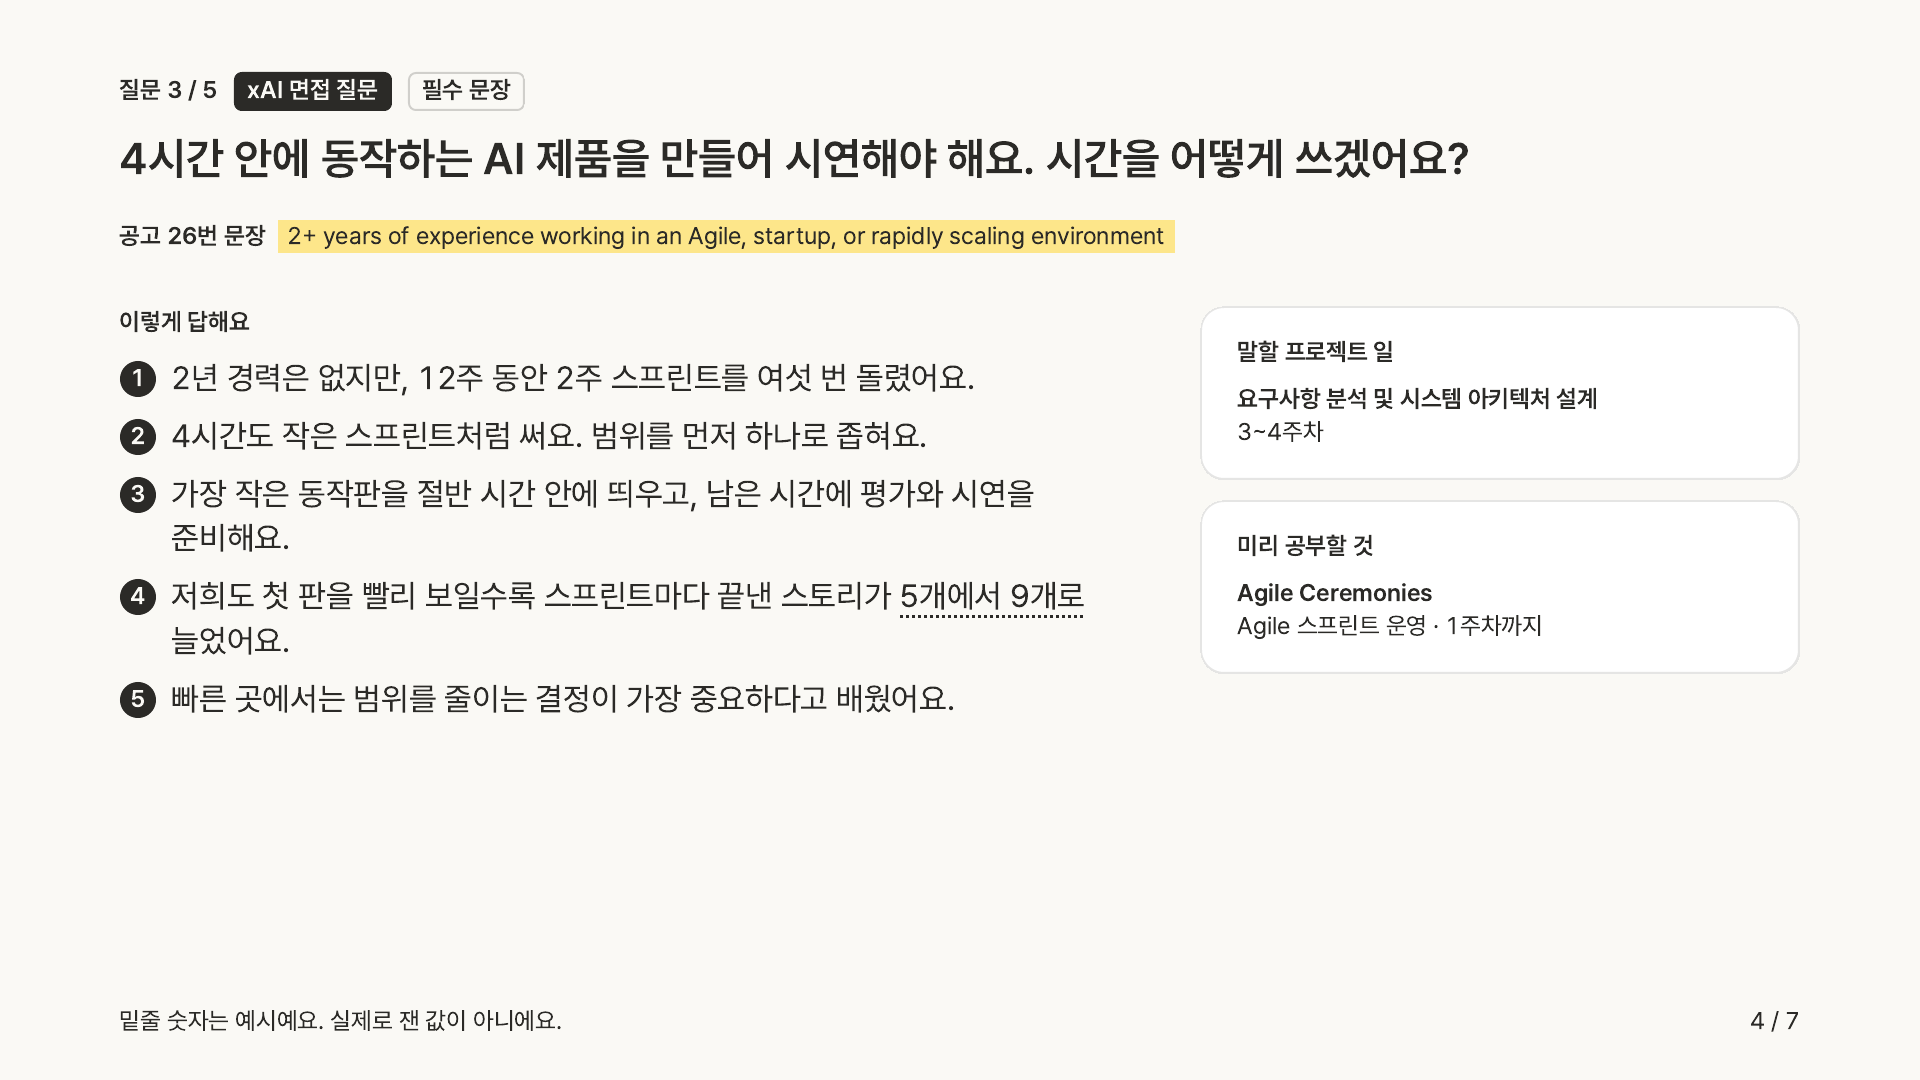 질문 3 / 5 xAI 면접 질문 필수 문장
4시간 안에 동작하는 AI 제품을 만들어 시연해야 해요. 시간을 어떻게 쓰겠어요?
공고 26번 문장 2+ years of experience working in an Agile, startup, or rapidly scaling environment
이렇게 답해요
1 2년 경력은 없지만, 12주 동안 2주 스프린트를 여섯 번 돌렸어요.
2 4시간도 작은 스프린트처럼 써요. 범위를 먼저 하나로 좁혀요.
3 가장 작은 동작판을 절반 시간 안에 띄우고, 남은 시간에 평가와 시연을
준비해요.
4 저희도 첫 판을 빨리 보일수록 스프린트마다 끝낸 스토리가 5개에서 9개로
늘었어요.
5 빠른 곳에서는 범위를 줄이는 결정이 가장 중요하다고 배웠어요.
말할 프로젝트 일
요구사항 분석 및 시스템 아키텍처 설계
3~4주차
미리 공부할 것
Agile Ceremonies
Agile 스프린트 운영 · 1주차까지
밑줄 숫자는 예시예요. 실제로 잰 값이 아니에요.
4 / 7